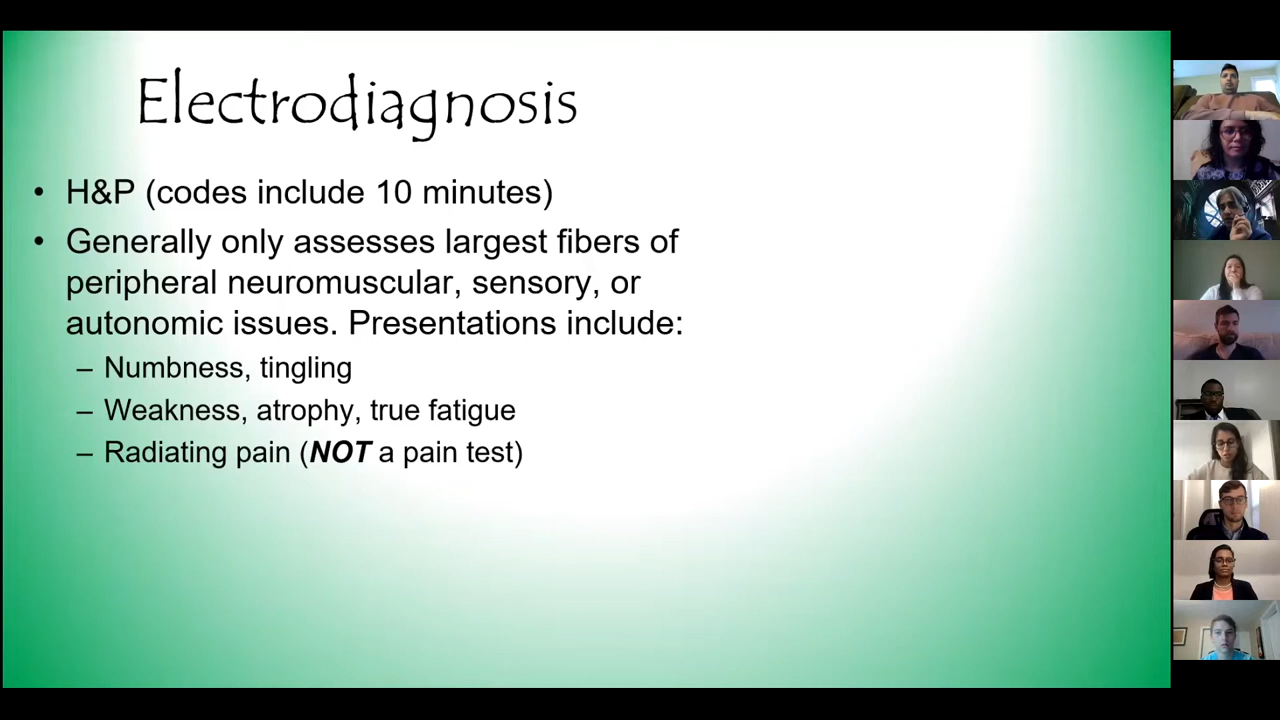 Electrodiagnosis
• H&P (codes include 10 minutes)
• Generally only assesses largest fibers of
peripheral neuromuscular, sensory, or
autonomic issues. Presentations include:
– Numbness, tingling
– Weakness, atrophy, true fatigue
– Radiating pain (NOT a pain test)